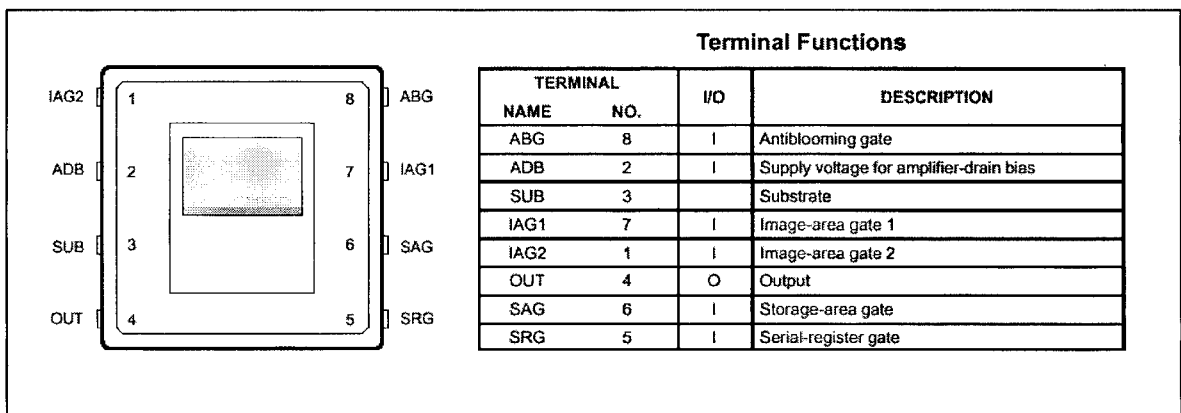 Terminal Functions
IAG2 1 8 ABG
ADB 2 7 IAG1
SUB 3 6 SAG
OUT 4 5 SRG
TERMINAL I/O DESCRIPTION
NAME NO.
ABG 8 I Antiblooming gate
ADB 2 I Supply voltage for amplifier-drain bias
SUB 3 Substrate
IAG1 7 I Image-area gate 1
IAG2 1 I Image-area gate 2
OUT 4 O Output
SAG 6 I Storage-area gate
SRG 5 I Serial-register gate